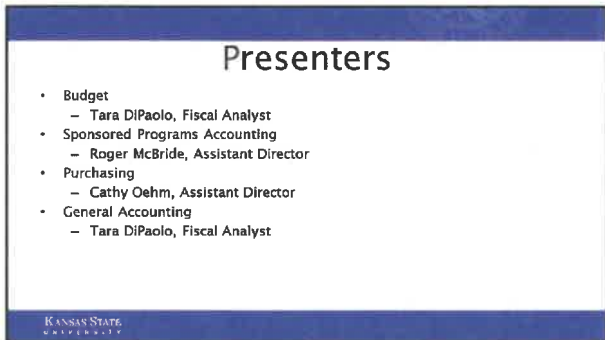 Presenters
• Budget
– Tara DiPaolo, Fiscal Analyst
• Sponsored Programs Accounting
– Roger McBride, Assistant Director
• Purchasing
– Cathy Oehm, Assistant Director
• General Accounting
– Tara DiPaolo, Fiscal Analyst
KANSAS STATE
UNIVERSITY